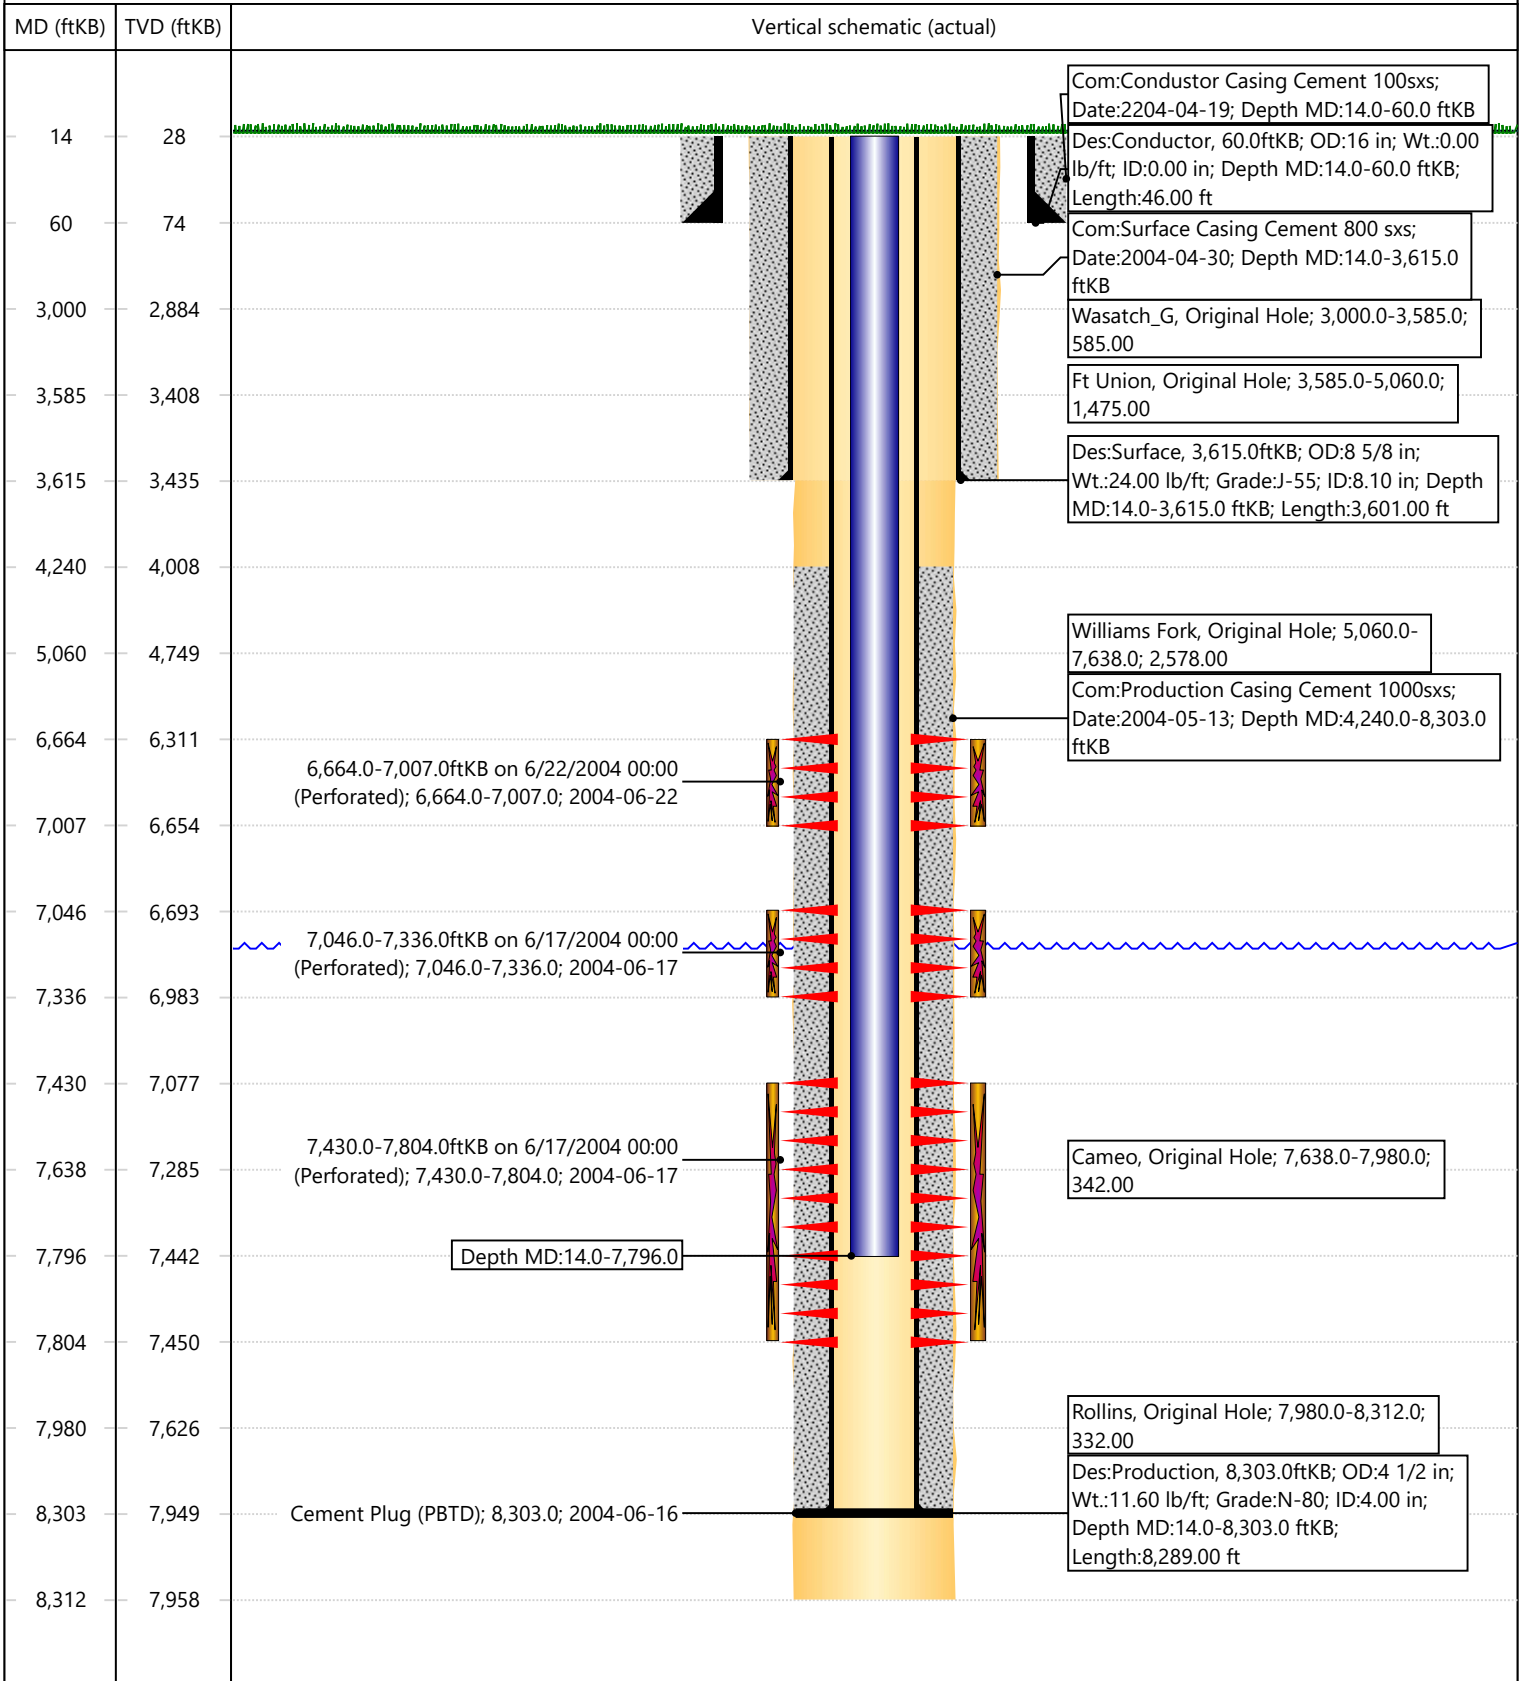 MD (ftKB) TVD (ftKB) Vertical schematic (actual)
Com:Condustor Casing Cement 100sxs;
Date:2204-04-19; Depth MD:14.0-60.0 ftKB
14 28
Des:Conductor, 60.0ftKB; OD:16 in; Wt.:0.00
lb/ft; ID:0.00 in; Depth MD:14.0-60.0 ftKB;
Length:46.00 ft
60 74
Com:Surface Casing Cement 800 sxs;
Date:2004-04-30; Depth MD:14.0-3,615.0
ftKB
3,000 2,884
Wasatch_G, Original Hole; 3,000.0-3,585.0;
585.00
3,585 3,408
Ft Union, Original Hole; 3,585.0-5,060.0;
1,475.00
Des:Surface, 3,615.0ftKB; OD:8 5/8 in;
Wt.:24.00 lb/ft; Grade:J-55; ID:8.10 in; Depth
MD:14.0-3,615.0 ftKB; Length:3,601.00 ft
3,615 3,435
4,240 4,008
Williams Fork, Original Hole; 5,060.0-
7,638.0; 2,578.00
5,060 4,749
Com:Production Casing Cement 1000sxs;
Date:2004-05-13; Depth MD:4,240.0-8,303.0
ftKB
6,664 6,311
6,664.0-7,007.0ftKB on 6/22/2004 00:00
(Perforated); 6,664.0-7,007.0; 2004-06-22
7,007 6,654
7,046 6,693
7,046.0-7,336.0ftKB on 6/17/2004 00:00
(Perforated); 7,046.0-7,336.0; 2004-06-17
7,336 6,983
7,430 7,077
7,430.0-7,804.0ftKB on 6/17/2004 00:00
(Perforated); 7,430.0-7,804.0; 2004-06-17
7,638 7,285
Cameo, Original Hole; 7,638.0-7,980.0;
342.00
7,796 7,442
Depth MD:14.0-7,796.0
7,804 7,450
Rollins, Original Hole; 7,980.0-8,312.0;
332.00
7,980 7,626
Des:Production, 8,303.0ftKB; OD:4 1/2 in;
Wt.:11.60 lb/ft; Grade:N-80; ID:4.00 in;
Depth MD:14.0-8,303.0 ftKB;
Length:8,289.00 ft
8,303 7,949
Cement Plug (PBTD); 8,303.0; 2004-06-16
8,312 7,958